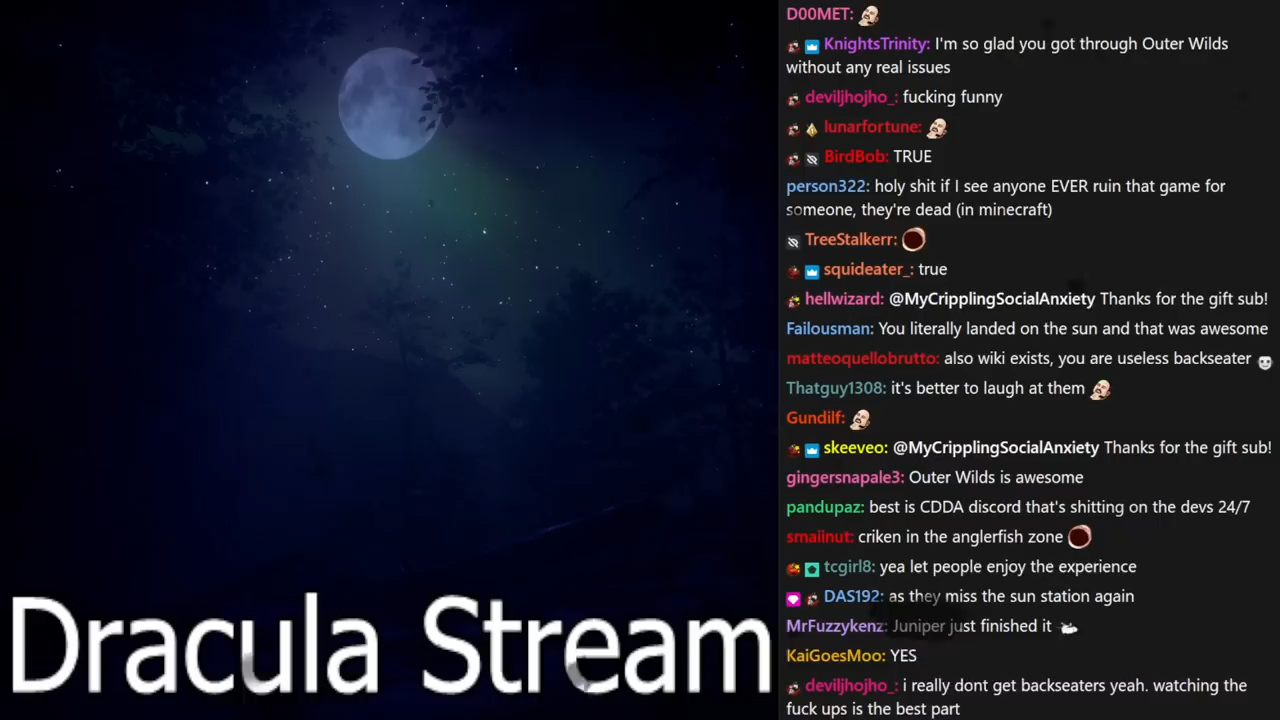 D00MET:
KnightsTrinity: I'm so glad you got through Outer Wilds
without any real issues
deviljhojho_: fucking funny
lunarfortune:
BirdBob: TRUE
person322: holy shit if I see anyone EVER ruin that game for
someone, they're dead (in minecraft)
TreeStalkerr:
squideater_: true
hellwizard: @MyCripplingSocialAnxiety Thanks for the gift sub!
Failousman: You literally landed on the sun and that was awesome
matteoquellobrutto: also wiki exists, you are useless backseater
Thatguy1308: it's better to laugh at them
Gundilf:
skeeveo: @MyCripplingSocialAnxiety Thanks for the gift sub!
gingersnapale3: Outer Wilds is awesome
pandupaz: best is CDDA discord that's shitting on the devs 24/7
smaiinut: criken in the anglerfish zone
tcgirl8: yea let people enjoy the experience
DAS192: as they miss the sun station again
MrFuzzykenz: Juniper just finished it
KaiGoesMoo: YES
deviljhojho_: i really dont get backseaters yeah. watching the
fuck ups is the best part
Dracula Stream